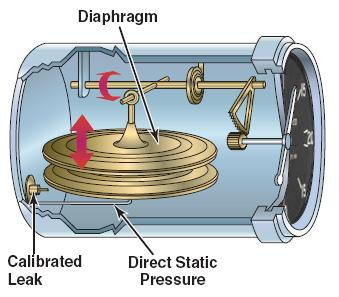 Diaphragm
Calibrated
Leak
Direct Static
Pressure